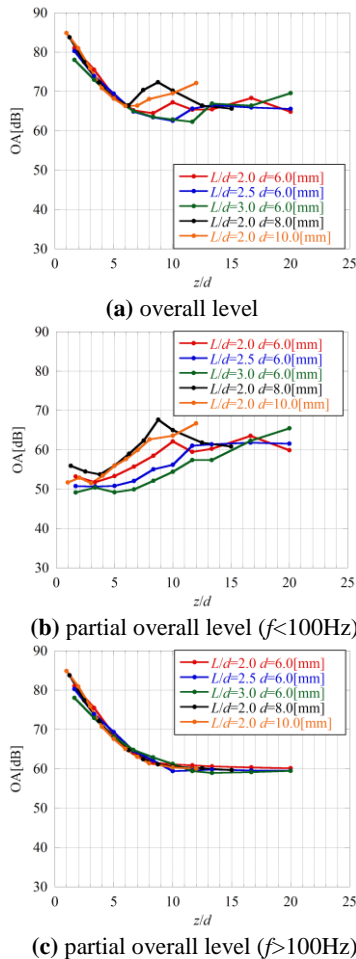 90
80
70
60
50
40
30
OA[dB]
L/d=2.0 d=6.0[mm]
L/d=2.5 d=6.0[mm]
L/d=3.0 d=6.0[mm]
L/d=2.0 d=8.0[mm]
L/d=2.0 d=10.0[mm]
0 5 10 15 20 25
z/d
(a) overall level
90
80
70
60
50
40
30
OA[dB]
L/d=2.0 d=6.0[mm]
L/d=2.5 d=6.0[mm]
L/d=3.0 d=6.0[mm]
L/d=2.0 d=8.0[mm]
L/d=2.0 d=10.0[mm]
0 5 10 15 20 25
z/d
(b) partial overall level (f<100Hz)
90
80
70
60
50
40
30
OA[dB]
L/d=2.0 d=6.0[mm]
L/d=2.5 d=6.0[mm]
L/d=3.0 d=6.0[mm]
L/d=2.0 d=8.0[mm]
L/d=2.0 d=10.0[mm]
0 5 10 15 20 25
z/d
(c) partial overall level (f>100Hz)